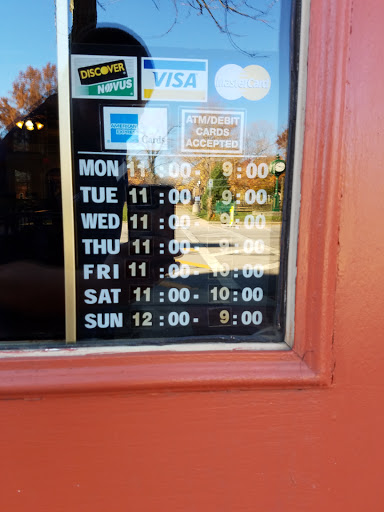 DISCOVER
NOVUS
VISA
MasterCard
AMERICAN
EXPRESS
Cards
ATM/DEBIT
CARDS
ACCEPTED
MON 11:00-9:00
TUE 11:00-9:00
WED 11:00-9:00
THU 11:00-9:00
FRI 11:00-10:00
SAT 11:00-10:00
SUN 12:00-9:00